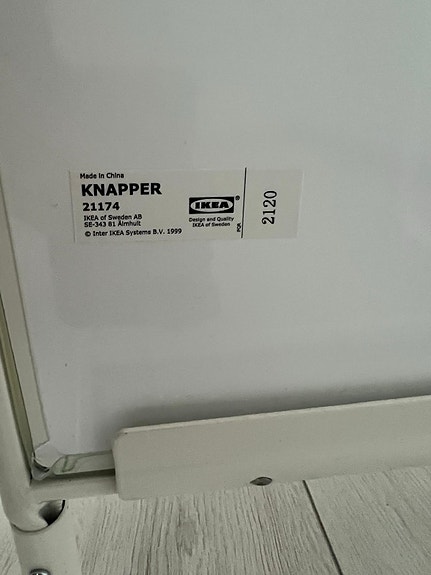 Made in China
KNAPPER
21174
IKEA of Sweden AB
SE-343 81 Älmhult
© Inter IKEA Systems B.V. 1999
IKEA®
Design and Quality
IKEA of Sweden
PQR
2120